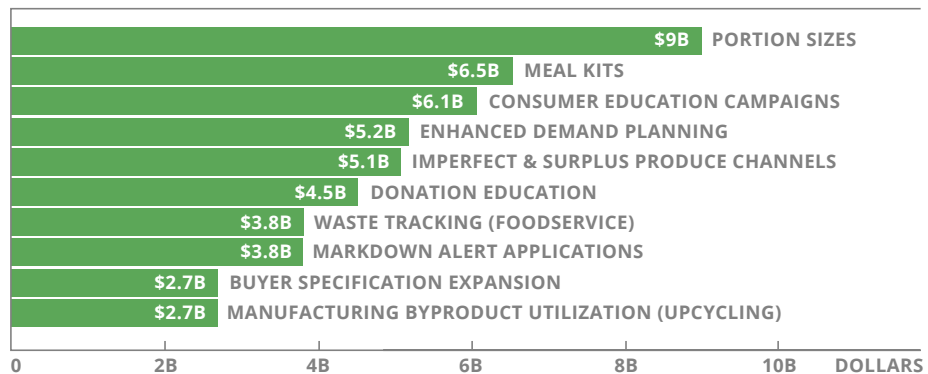 $9B PORTION SIZES
$6.5B MEAL KITS
$6.1B CONSUMER EDUCATION CAMPAIGNS
$5.2B ENHANCED DEMAND PLANNING
$5.1B IMPERFECT & SURPLUS PRODUCE CHANNELS
$4.5B DONATION EDUCATION
$3.8B WASTE TRACKING (FOODSERVICE)
$3.8B MARKDOWN ALERT APPLICATIONS
$2.7B BUYER SPECIFICATION EXPANSION
$2.7B MANUFACTURING BYPRODUCT UTILIZATION (UPCYCLING)
0 2B 4B 6B 8B 10B DOLLARS